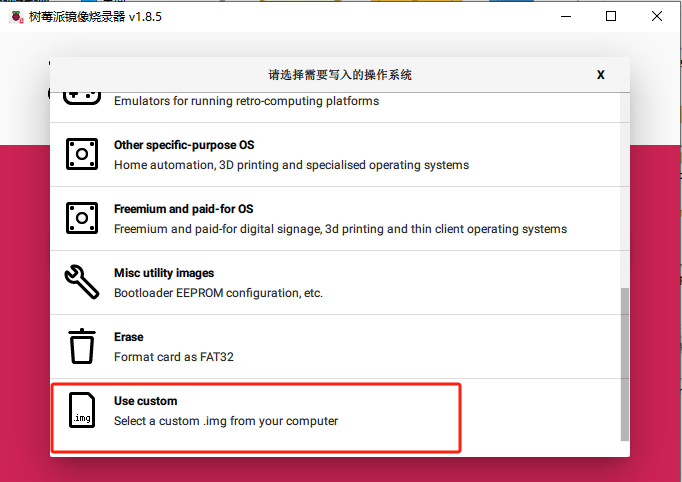 树莓派镜像烧录器 v1.8.5
请选择需要写入的操作系统
X
Emulators for running retro-computing platforms
Other specific-purpose OS
Home automation, 3D printing and specialised operating systems
Freemium and paid-for OS
Freemium and paid-for digital signage, 3d printing and thin client operating systems
Misc utility images
Bootloader EEPROM configuration, etc.
Erase
Format card as FAT32
Use custom
.img
Select a custom .img from your computer